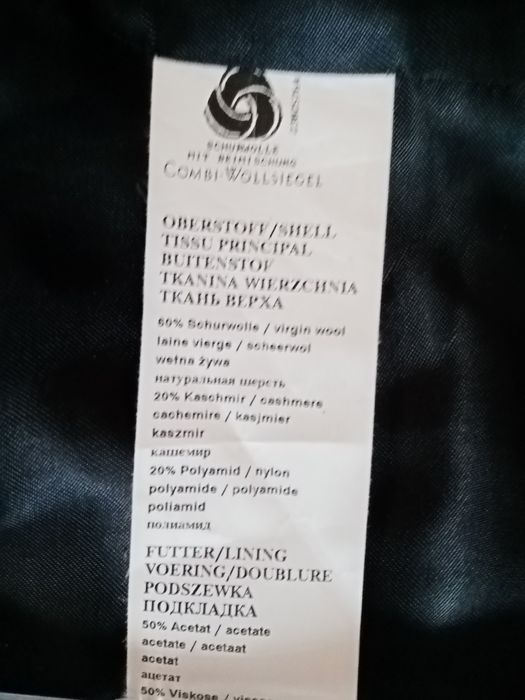 SCHURWOLLE
MIT BEIMISCHUNG
COMBI-WOLLSIEGEL
OBERSTOFF/SHELL
TISSU PRINCIPAL
BUITENSTOF
TKANINA WIERZCHNIA
ТКАНЬ ВЕРХА
60% Schurwolle / virgin wool
laine vierge / scheerwol
wełna żywa
натуральная шерсть
20% Kaschmir / cashmere
cachemire / kasjmier
kaszmir
кашемир
20% Polyamid / nylon
polyamide / polyamide
poliamid
полиамид
FUTTER/LINING
VOERING/DOUBLURE
PODSZEWKA
ПОДКЛАДКА
50% Acetat / acetate
acetate / acetaat
acetat
ацетат
50% Viskose /